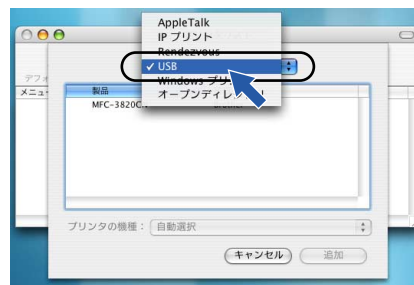 AppleTalk
IP プリント
Rendezvous
✓ USB
Windows プリ
オープンディレ
デフォ
メニュー
製品
MFC-3820C
プリンタの機種： 自動選択
キャンセル
追加